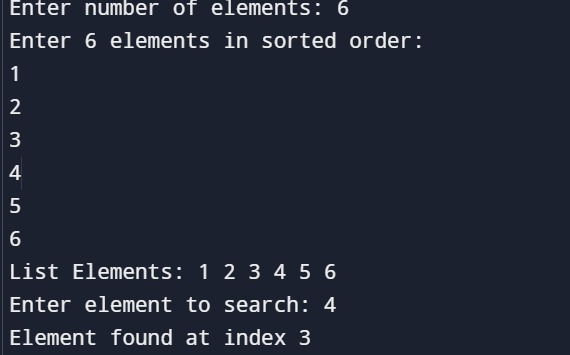 Enter number of elements: 6
Enter 6 elements in sorted order:
1
2
3
4
5
6
List Elements: 1 2 3 4 5 6
Enter element to search: 4
Element found at index 3